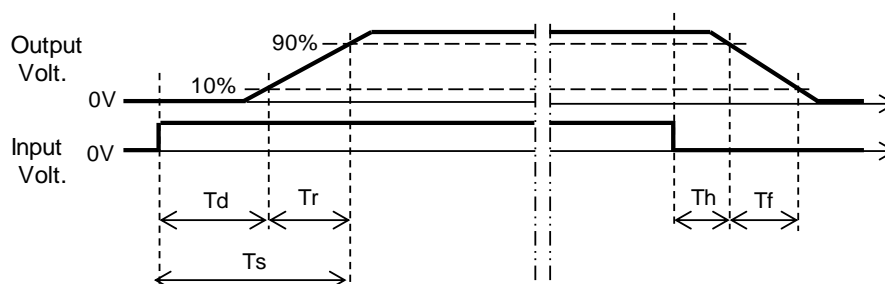 Output
Volt.
90%
10%
0V
Input
Volt.
0V
Td
Tr
Th
Tf
Ts